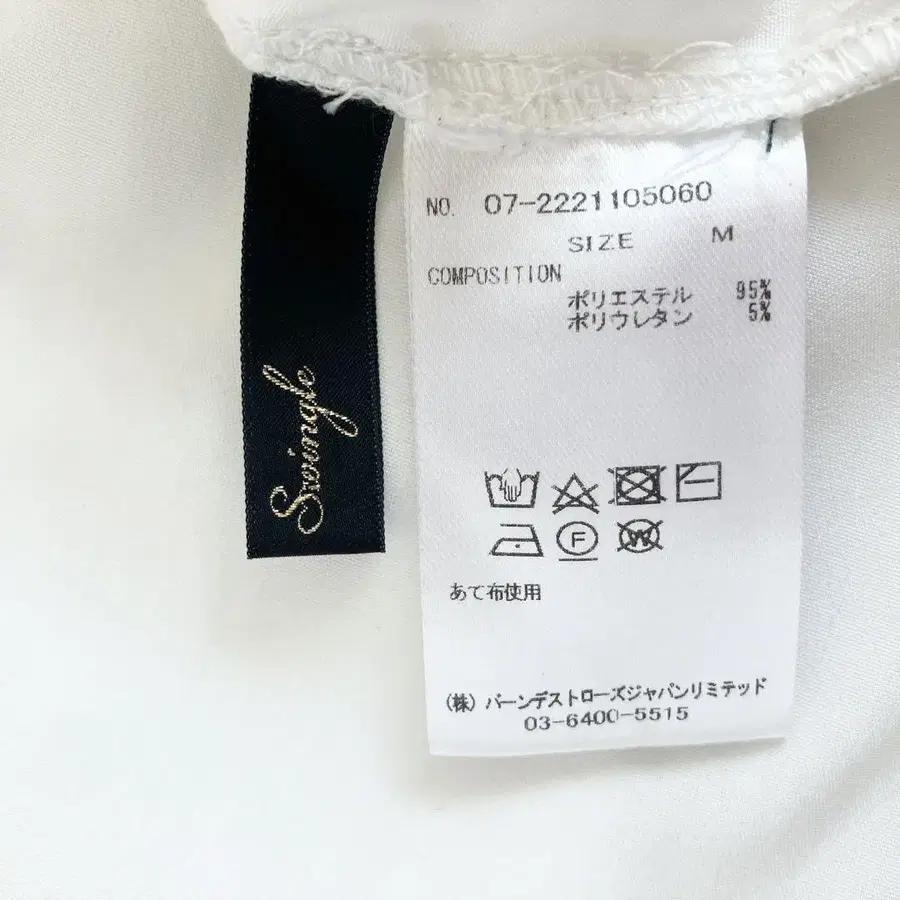 Swingle
NO. 07-2221105060
SIZE M
COMPOSITION
ポリエステル 95%
ポリウレタン 5%
F
W
あて布使用
(株) バーンデストローズジャパンリミテッド
03-6400-5515